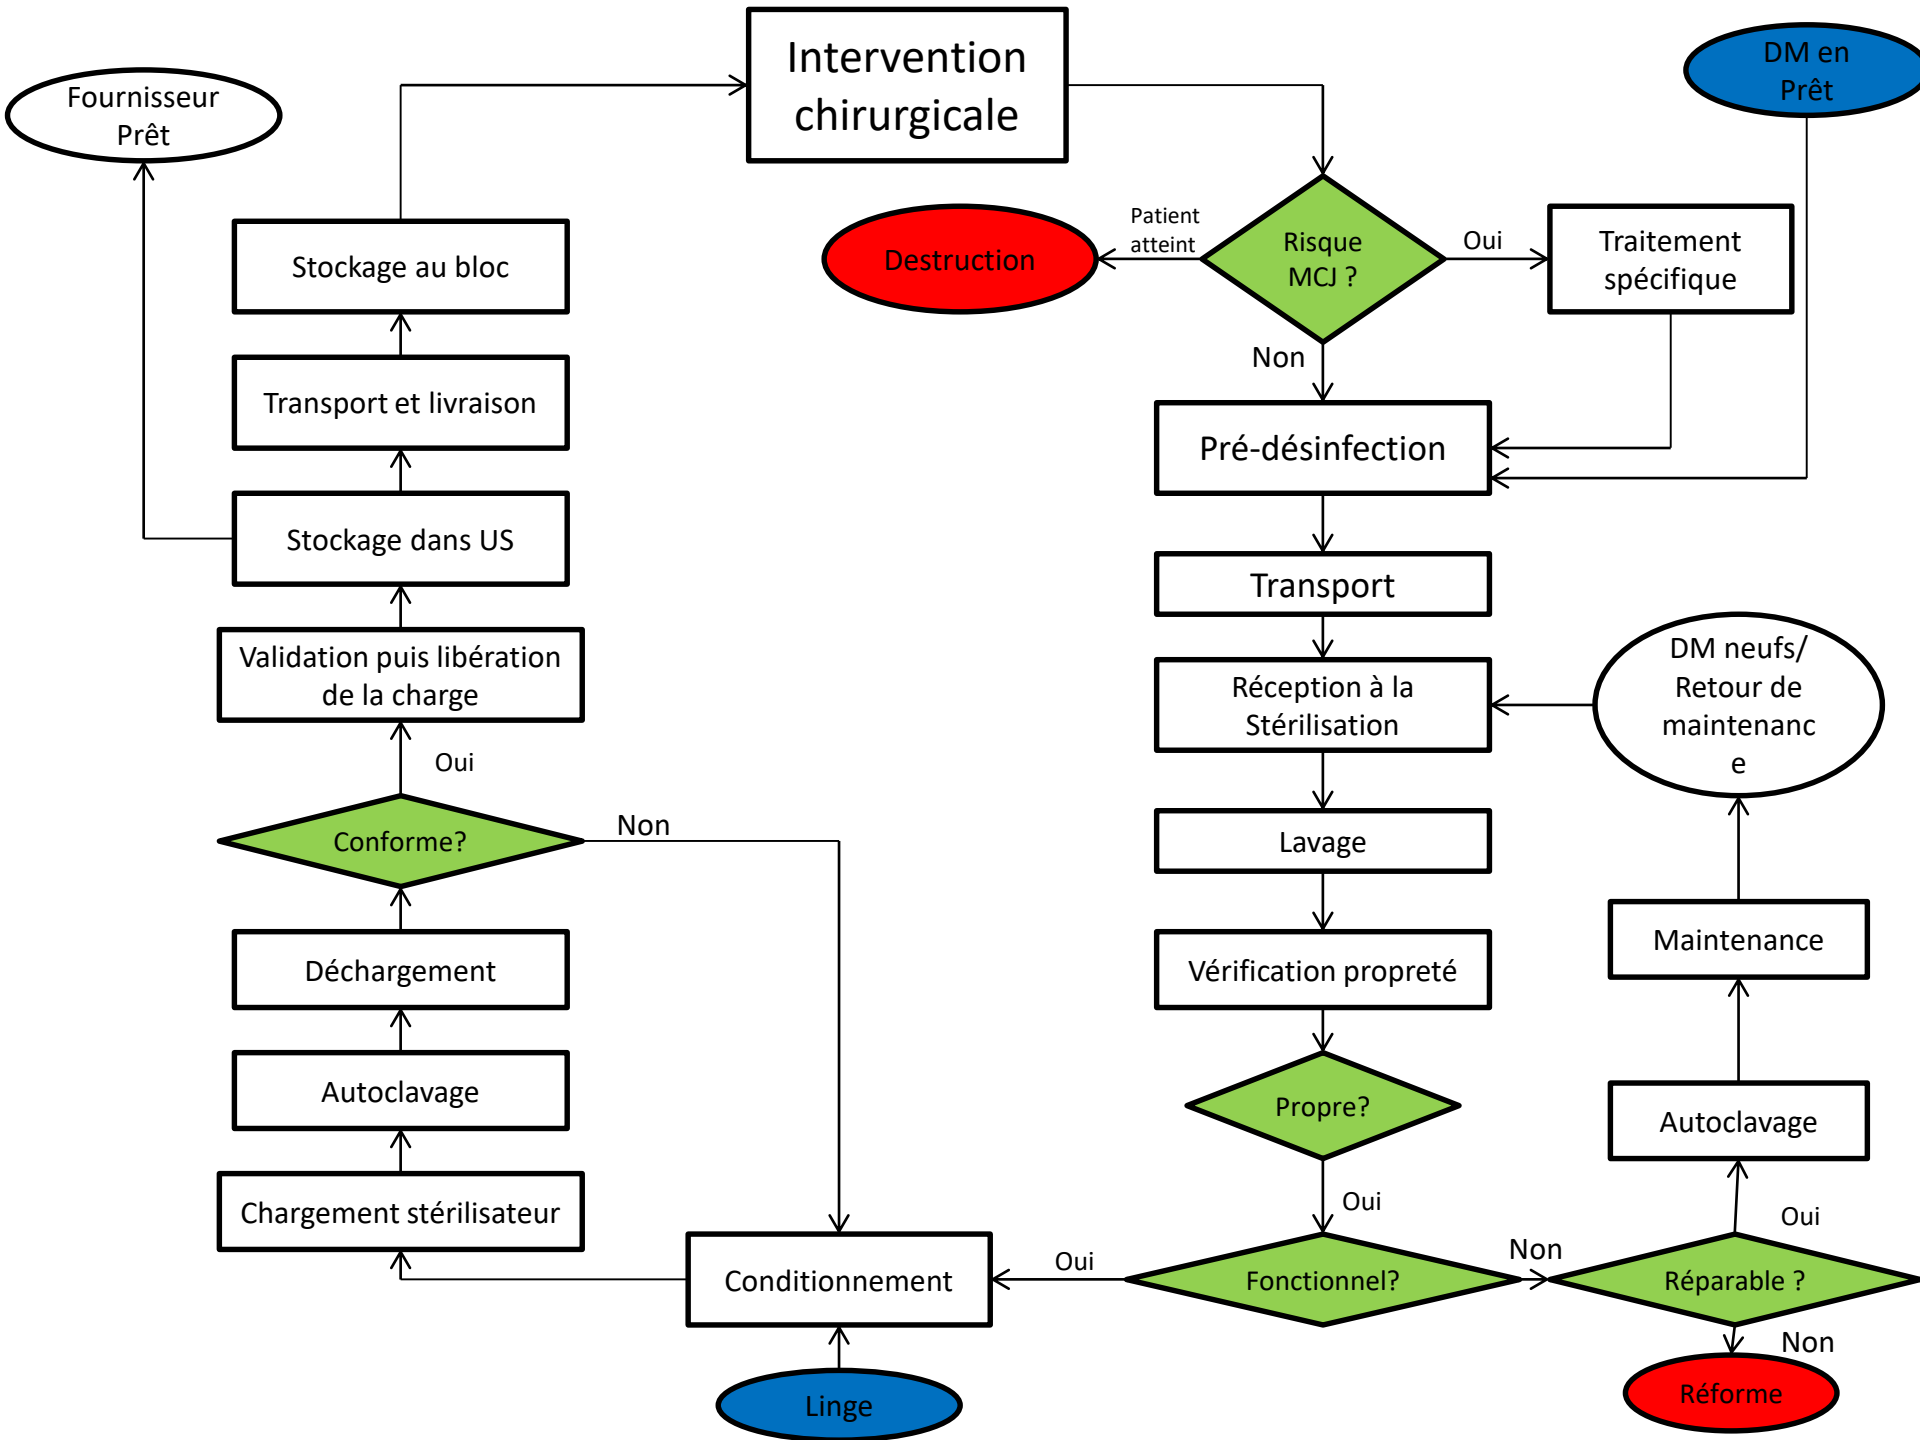 Intervention
chirurgicale
DM en
Prêt
Fournisseur
Prêt
Patient
atteint
Destruction
Risque
MCJ ?
Oui
Traitement
spécifique
Stockage au bloc
Non
Transport et livraison
Pré-désinfection
Stockage dans US
Transport
Validation puis libération
de la charge
Réception à la
Stérilisation
DM neufs/
Retour de
maintenanc
e
Oui
Conforme?
Non
Lavage
Déchargement
Vérification propreté
Maintenance
Autoclavage
Propre?
Autoclavage
Chargement stérilisateur
Oui
Oui
Conditionnement
Oui
Fonctionnel?
Non
Réparable ?
Non
Linge
Réforme